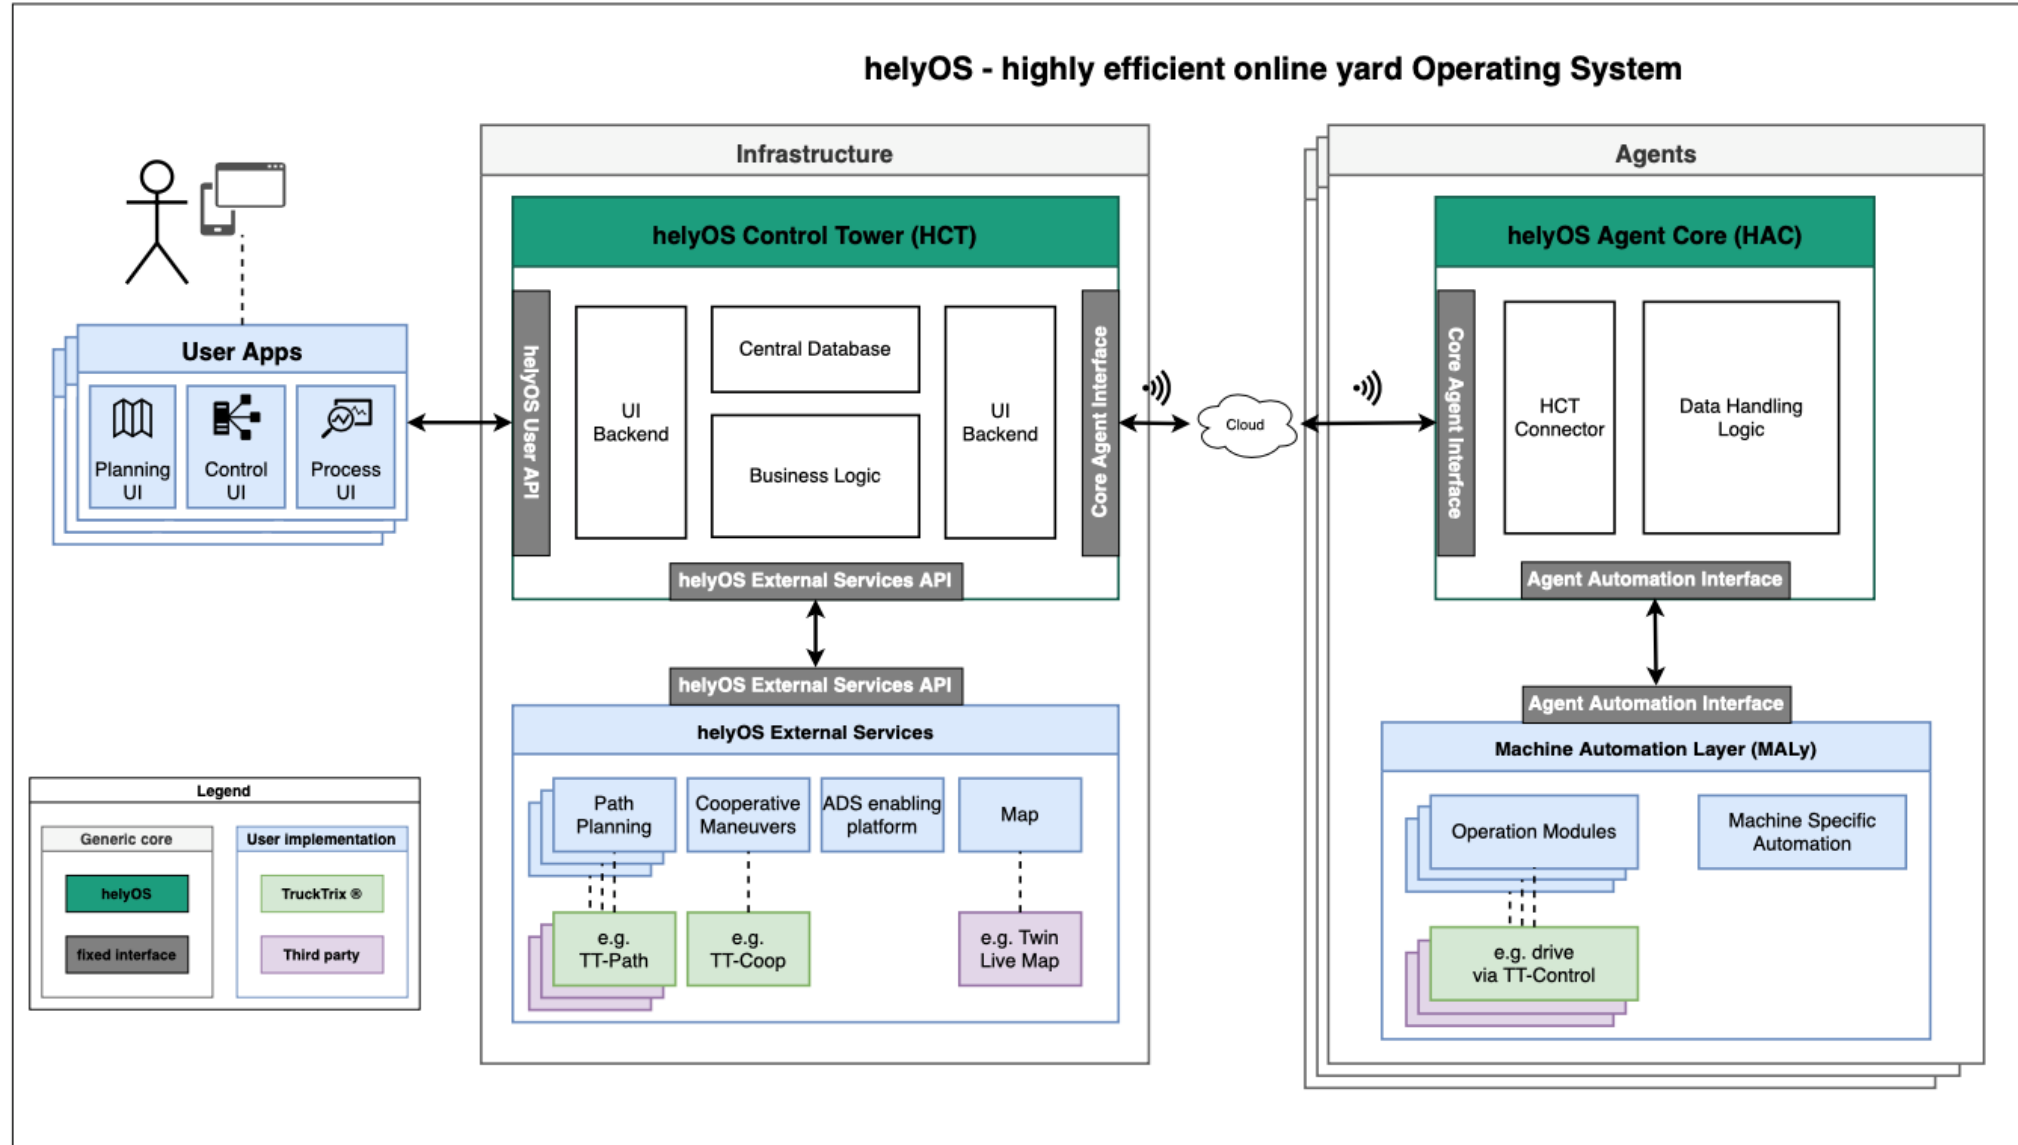 helyOS - highly efficient online yard Operating System
Infrastructure
Agents
helyOS Control Tower (HCT)
helyOS Agent Core (HAC)
User Apps
Planning
UI
Control
UI
Process
UI
helyOS User API
UI
Backend
Central Database
Business Logic
UI
Backend
Core Agent Interface
Cloud
Core Agent Interface
HCT
Connector
Data Handling
Logic
helyOS External Services API
Agent Automation Interface
helyOS External Services API
Agent Automation Interface
helyOS External Services
Machine Automation Layer (MALy)
Path
Planning
Cooperative
Maneuvers
ADS enabling
platform
Map
Operation Modules
Machine Specific
Automation
e.g.
TT-Path
e.g.
TT-Coop
e.g. Twin
Live Map
e.g. drive
via TT-Control
Legend
Generic core
User implementation
helyOS
TruckTrix ®
fixed interface
Third party